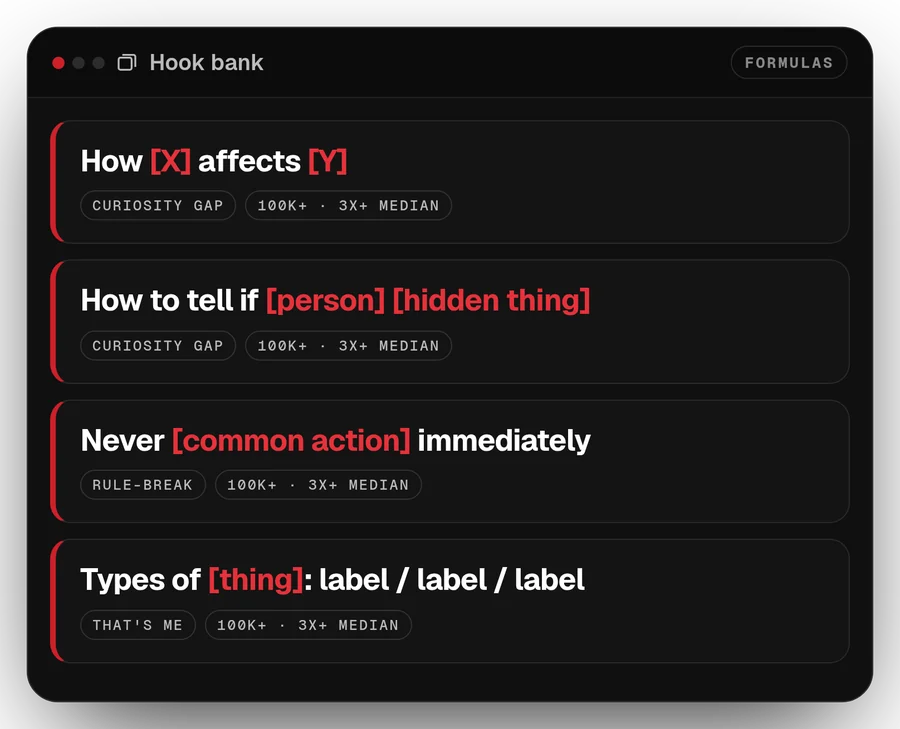 Hook bank
FORMULAS
How [X] affects [Y]
CURIOSITY GAP
100K+ · 3X+ MEDIAN
How to tell if [person] [hidden thing]
CURIOSITY GAP
100K+ · 3X+ MEDIAN
Never [common action] immediately
RULE-BREAK
100K+ · 3X+ MEDIAN
Types of [thing]: label / label / label
THAT'S ME
100K+ · 3X+ MEDIAN